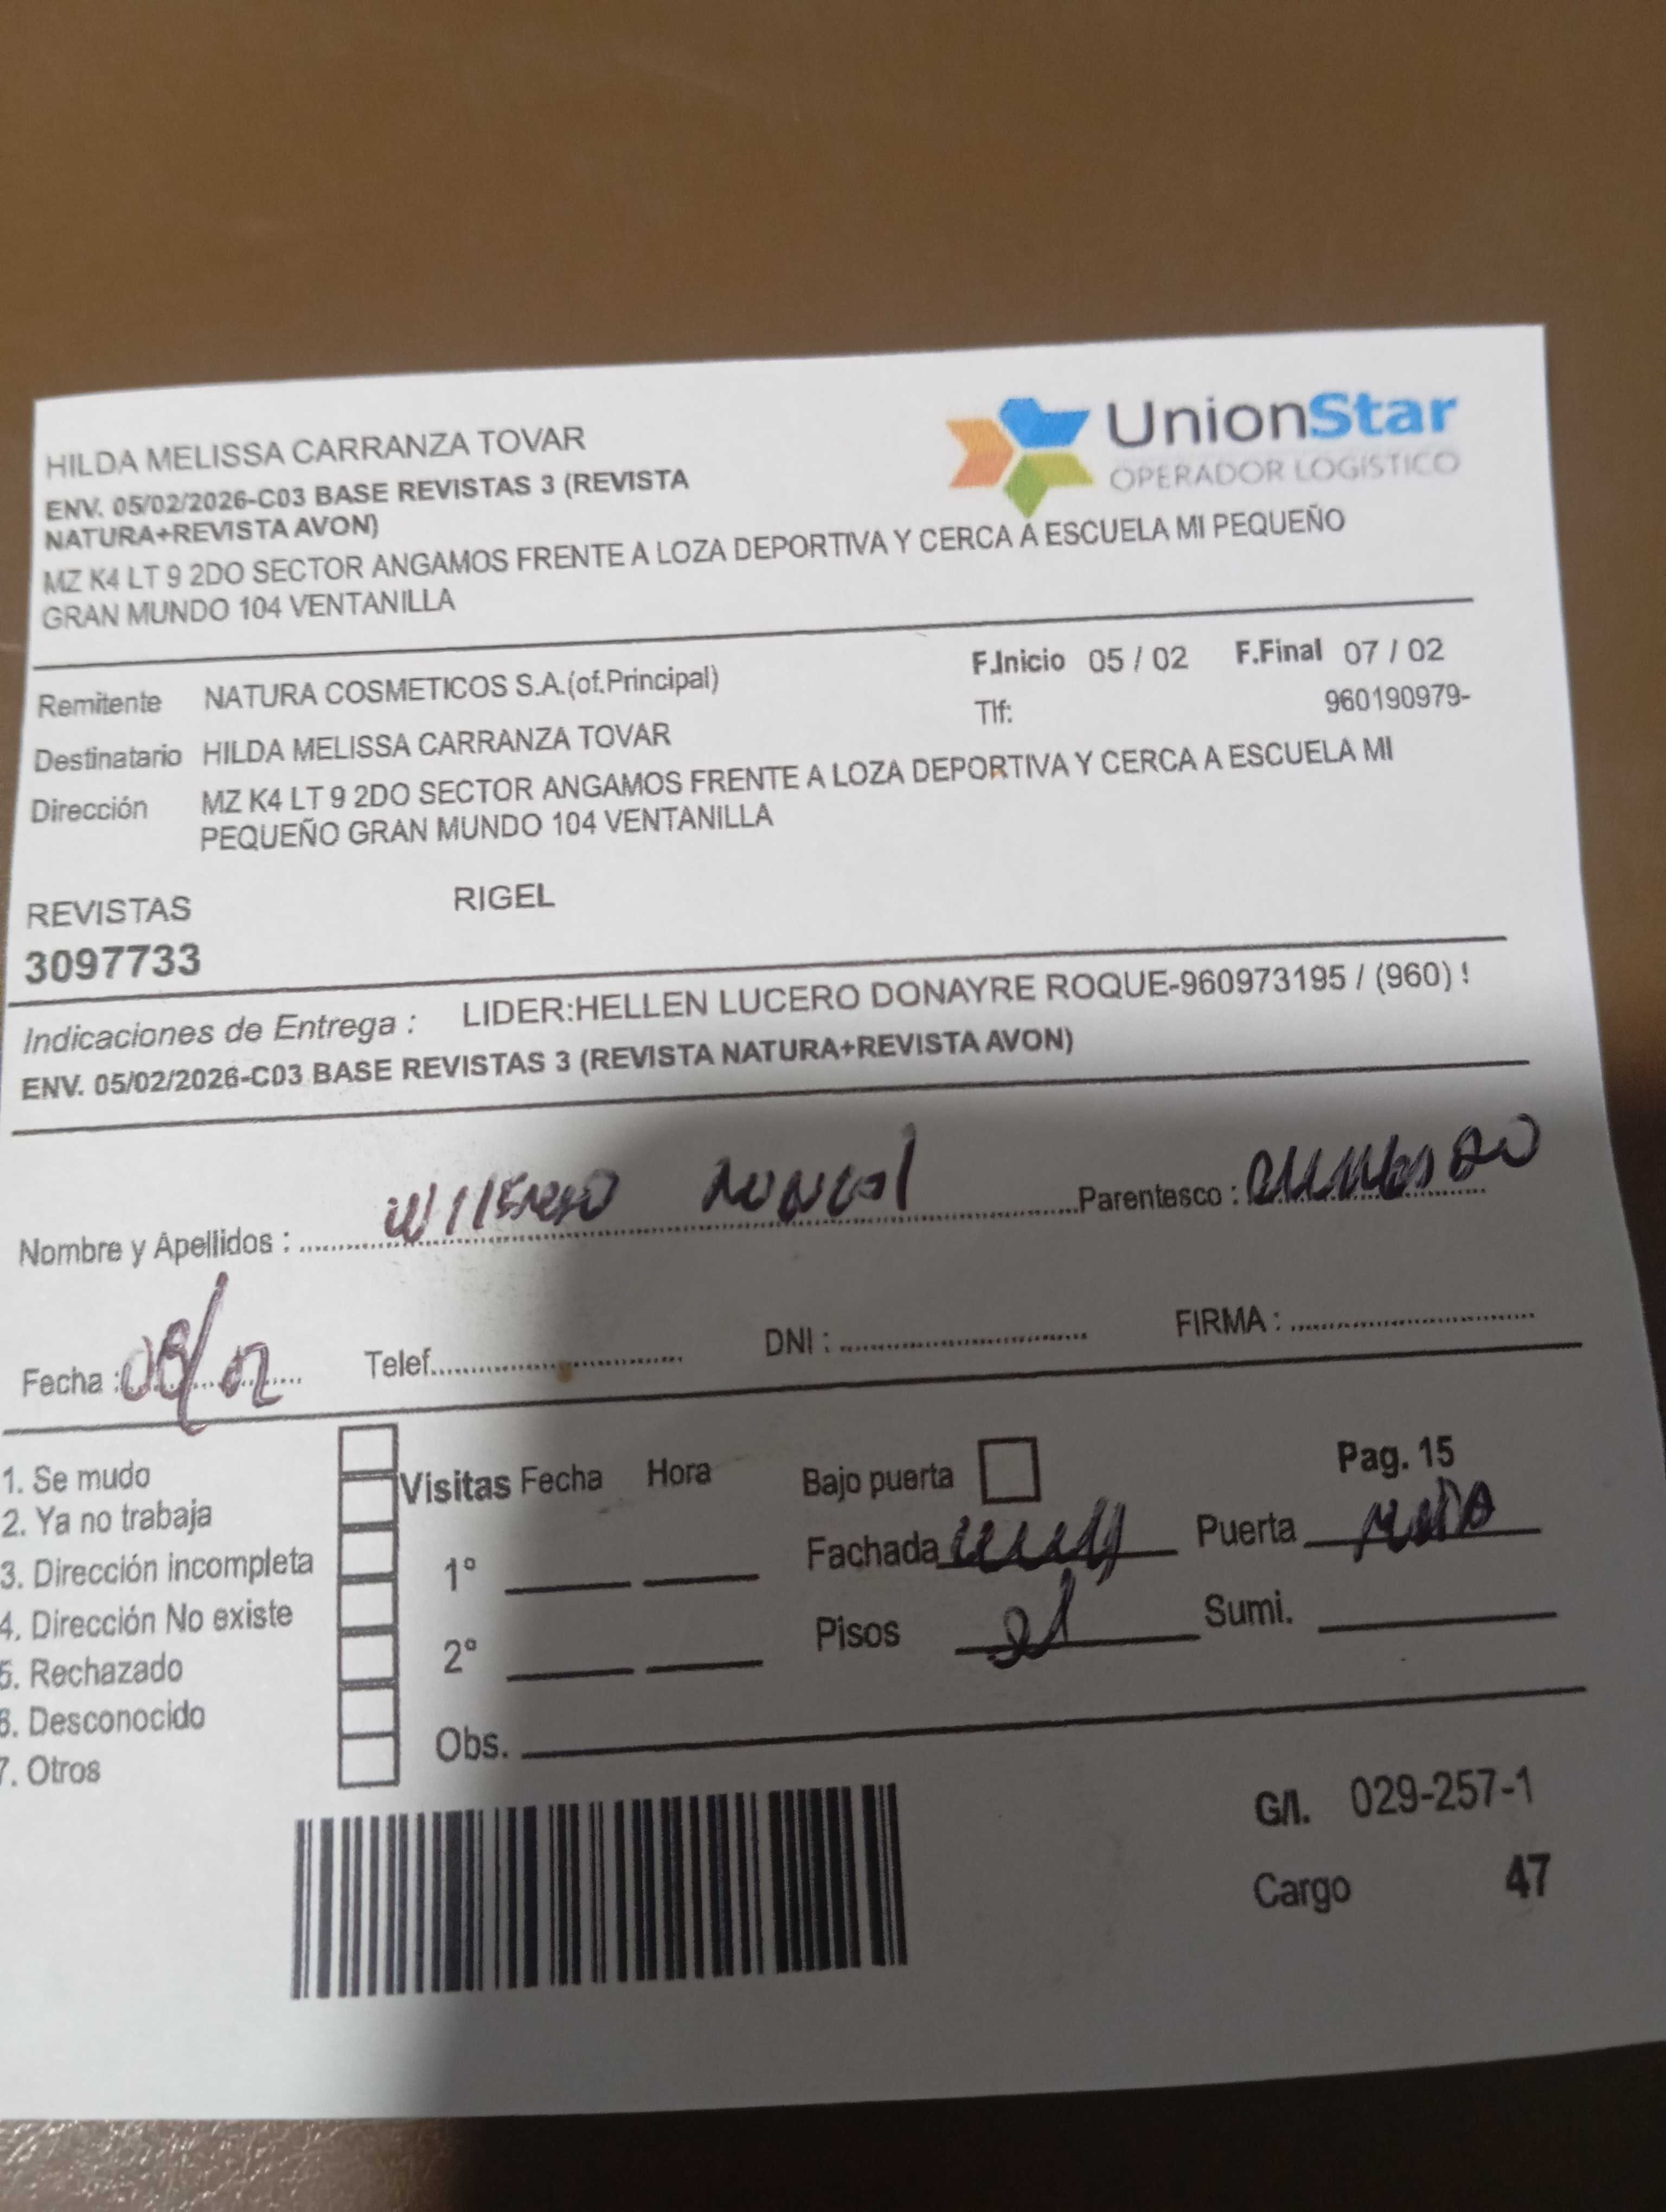 HILDA MELISSA CARRANZA TOVAR
UnionStar
OPERADOR LOGISTICO
ENV. 05/02/2026-C03 BASE REVISTAS 3 (REVISTA
NATURA+REVISTA AVON)
MZ K4 LT 9 2DO SECTOR ANGAMOS FRENTE A LOZA DEPORTIVA Y CERCA A ESCUELA MI PEQUEÑO
GRAN MUNDO 104 VENTANILLA
Remitente NATURA COSMETICOS S.A.(of.Principal) F.Inicio 05 / 02 F.Final 07 / 02
Tlf: 960190979-
Destinatario HILDA MELISSA CARRANZA TOVAR
Dirección MZ K4 LT 9 2DO SECTOR ANGAMOS FRENTE A LOZA DEPORTIVA Y CERCA A ESCUELA MI
PEQUEÑO GRAN MUNDO 104 VENTANILLA
REVISTAS RIGEL
3097733
Indicaciones de Entrega : LIDER:HELLEN LUCERO DONAYRE ROQUE-960973195 / (960) !
ENV. 05/02/2026-C03 BASE REVISTAS 3 (REVISTA NATURA+REVISTA AVON)
Nombre y Apellidos : Parentesco :
Fecha : Telef. DNI : FIRMA :
1. Se mudo
2. Ya no trabaja
3. Dirección incompleta
4. Dirección No existe
5. Rechazado
6. Desconocido
7. Otros
Visitas Fecha Hora
1°
2°
Obs.
Bajo puerta Pag. 15
Fachada Puerta
Pisos Sumi.
G/I. 029-257-1
Cargo 47